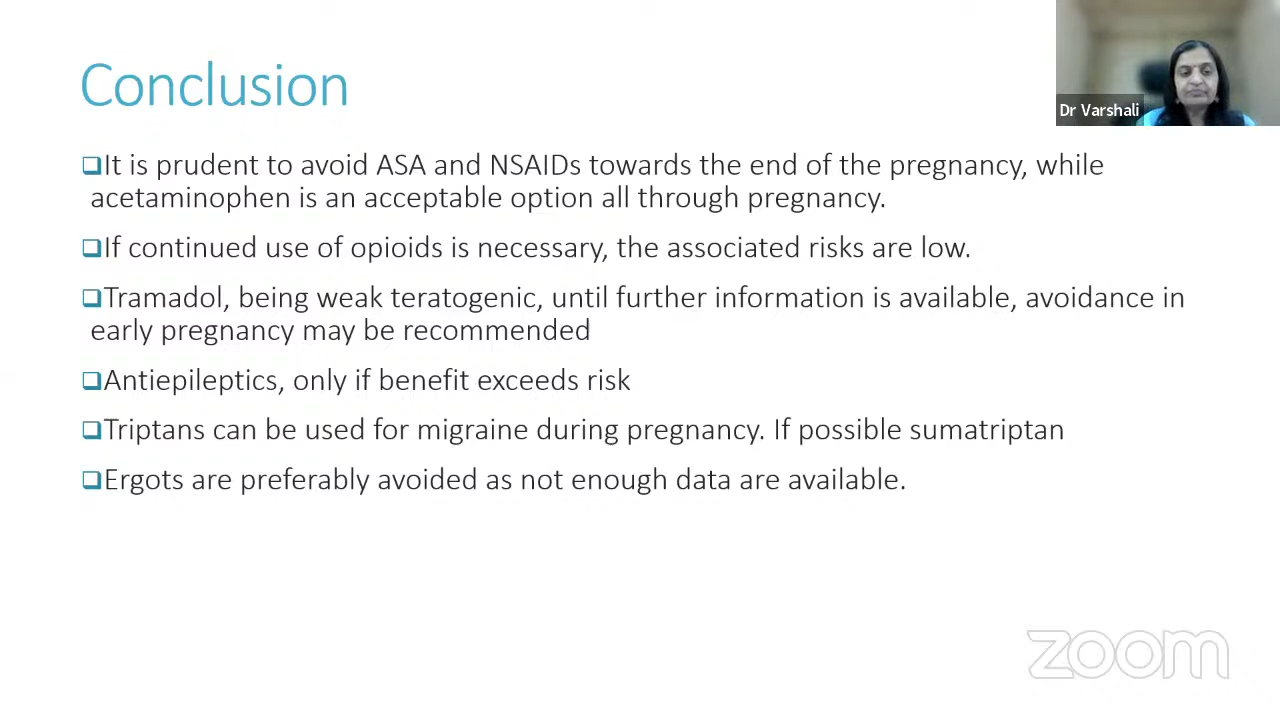 Conclusion
Dr Varshali
It is prudent to avoid ASA and NSAIDs towards the end of the pregnancy, while
acetaminophen is an acceptable option all through pregnancy.
If continued use of opioids is necessary, the associated risks are low.
Tramadol, being weak teratogenic, until further information is available, avoidance in
early pregnancy may be recommended
Antiepileptics, only if benefit exceeds risk
Triptans can be used for migraine during pregnancy. If possible sumatriptan
Ergots are preferably avoided as not enough data are available.
zoom